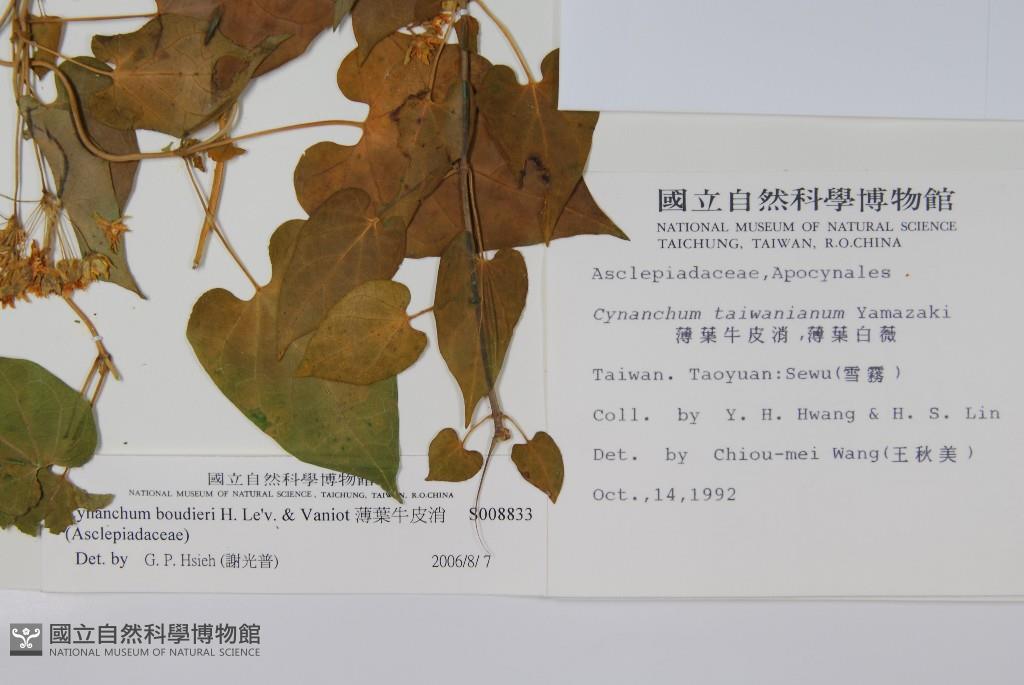 國立自然科學博物館
NATIONAL MUSEUM OF NATURAL SCIENCE
TAICHUNG, TAIWAN, R.O.CHINA
Asclepiadaceae,Apocynales .
Cynanchum taiwanianum Yamazaki
薄葉牛皮消,薄葉白薇
Taiwan. Taoyuan:Sewu(雪霧)
Coll. by Y. H. Hwang & H. S. Lin
Det. by Chiou-mei Wang(王秋美)
Oct.,14,1992
國立自然科學博物館
NATIONAL MUSEUM OF NATURAL SCIENCE, TAICHUNG, TAIWAN, R.O.CHINA
ynanchum boudieri H. Le'v. & Vaniot 薄葉牛皮消 S008833
(Asclepiadaceae)
Det. by G. P. Hsieh (謝光普) 2006/8/7
國立自然科學博物館
NATIONAL MUSEUM OF NATURAL SCIENCE